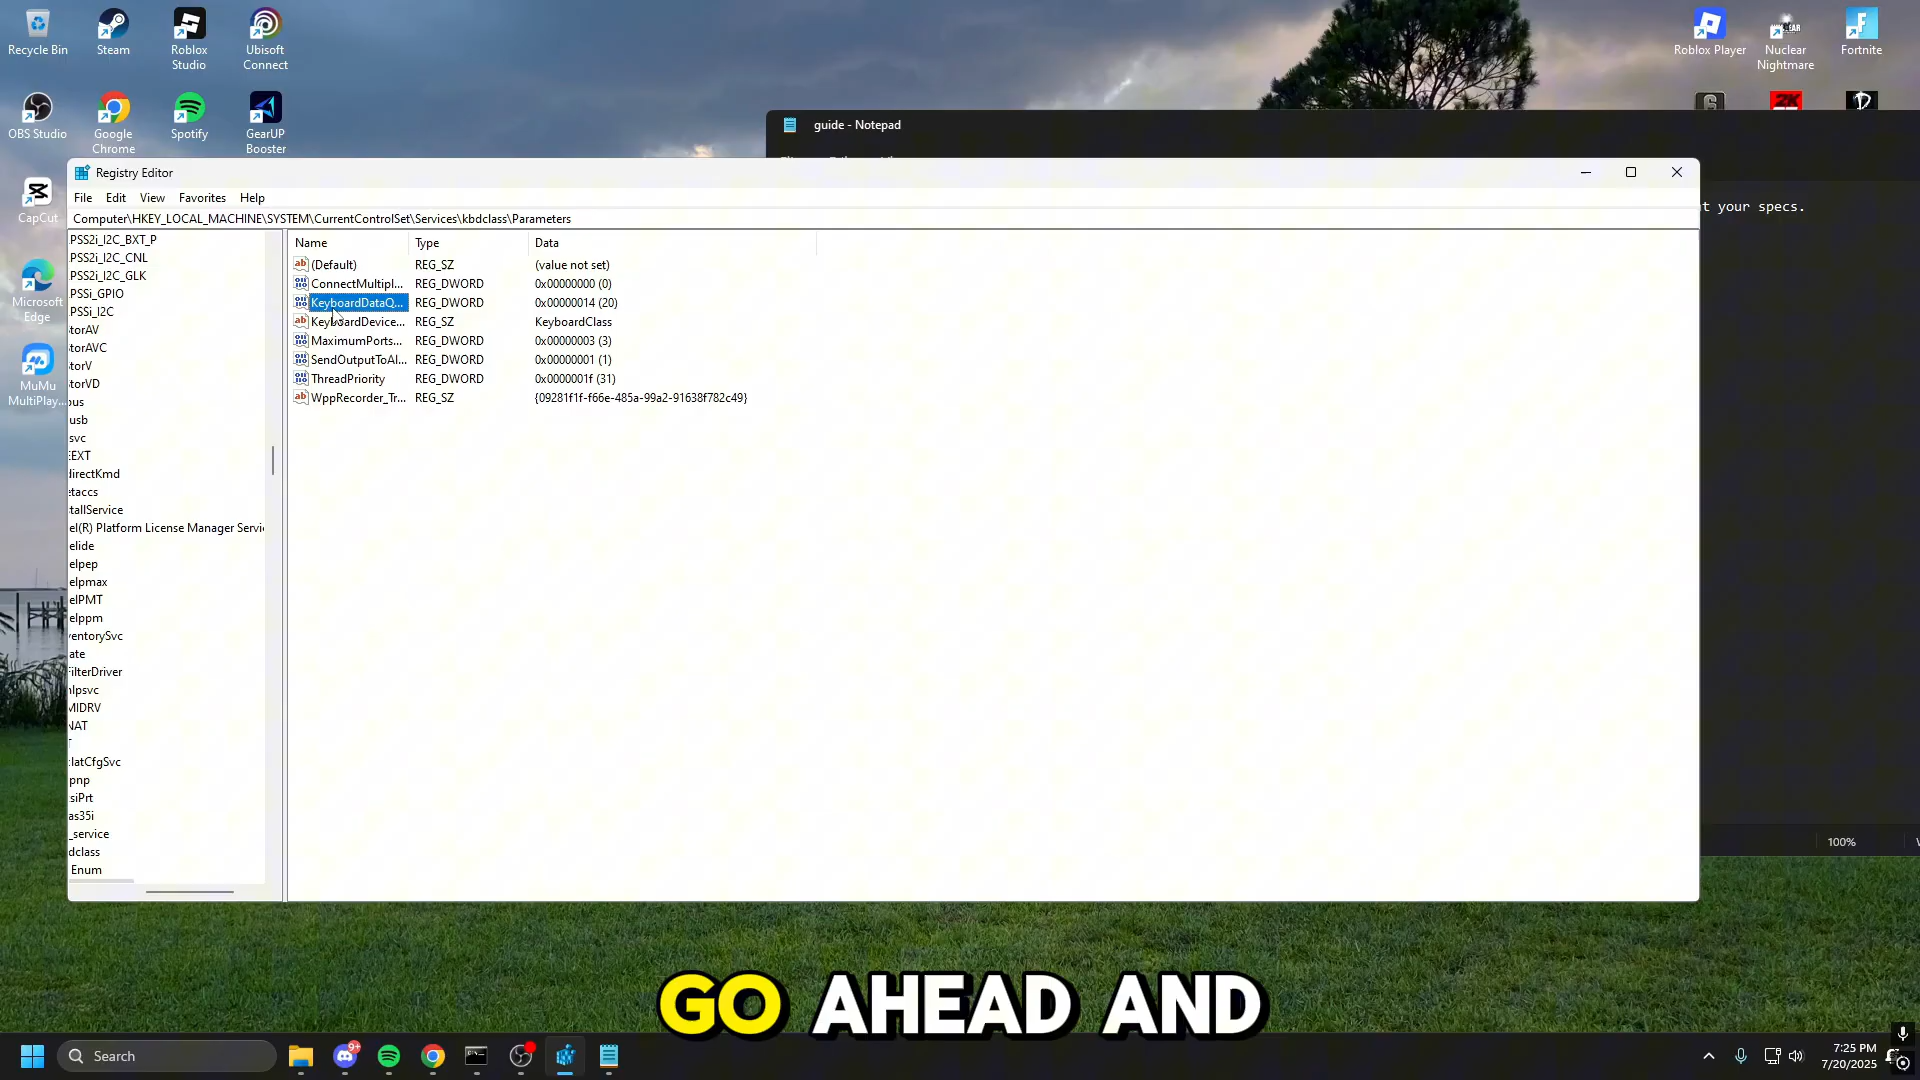 Recycle Bin
Steam
Roblox
Studio
Ubisoft
Connect
Roblox Player
Nuclear
Nightmare
Fortnite
OBS Studio
Google
Chrome
Spotify
GearUP
Booster
CapCut
Microsoft
Edge
MuMu
MultiPlay...
guide - Notepad
t your specs.
100%
Registry Editor
File Edit View Favorites Help
Computer\HKEY_LOCAL_MACHINE\SYSTEM\CurrentControlSet\Services\kbdclass\Parameters
.PSS2i_I2C_BXT_P
.PSS2i_I2C_CNL
.PSS2i_I2C_GLK
.PSSi_GPIO
.PSSi_I2C
torAV
torAVC
torV
torVD
ous
usb
svc
EXT
directKmd
etaccs
tallService
el(R) Platform License Manager Servi
elide
elpep
elpmax
elPMT
elppm
ventorySvc
ate
FilterDriver
hlpsvc
MIDRV
NAT
latCfgSvc
pnp
siPrt
as35i
_service
dclass
Enum
Name Type Data
(Default) REG_SZ (value not set)
ConnectMultipl... REG_DWORD 0x00000000 (0)
KeyboardDataQ... REG_DWORD 0x00000014 (20)
KeyboardDevice... REG_SZ KeyboardClass
MaximumPorts... REG_DWORD 0x00000003 (3)
SendOutputToAl... REG_DWORD 0x00000001 (1)
ThreadPriority REG_DWORD 0x0000001f (31)
WppRecorder_Tr... REG_SZ {09281f1f-f66e-485a-99a2-91638f782c49}
GO AHEAD AND
Search
9+
7:25 PM
7/20/2025